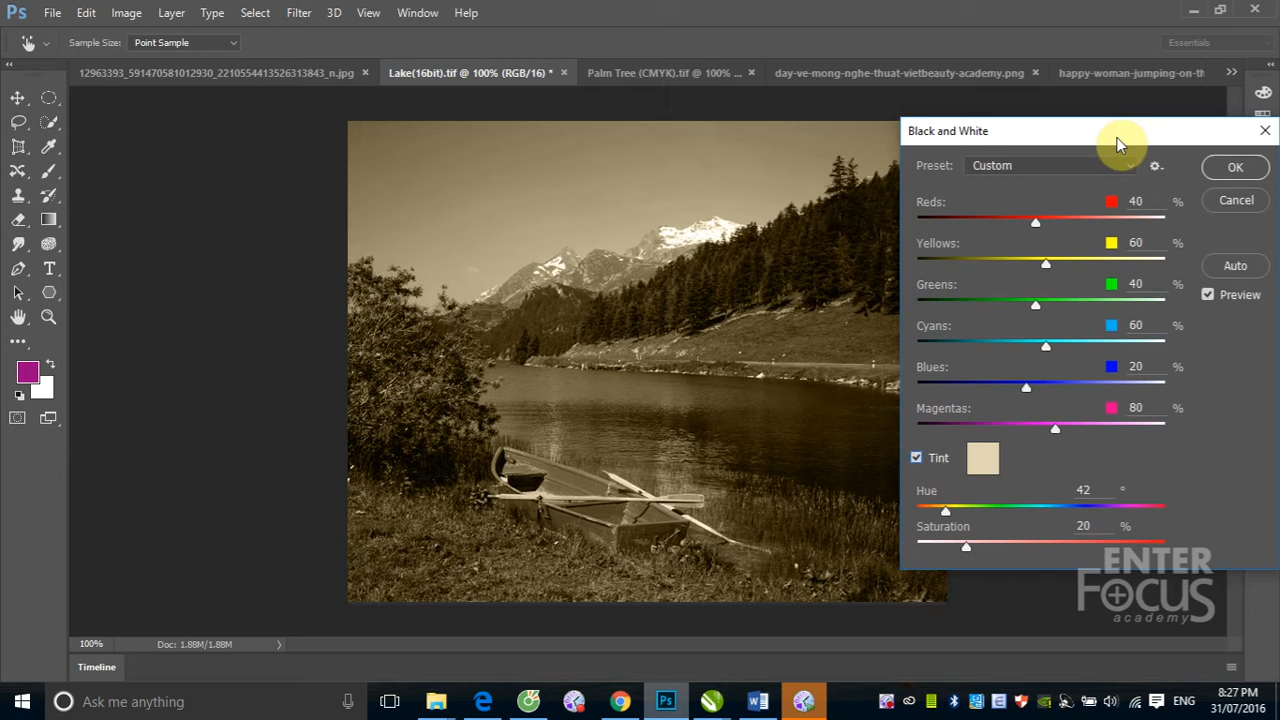 Ps File Edit Image Layer Type Select Filter 3D View Window Help
Sample Size: Point Sample Essentials
12963393_591470581012930_2210554413526313843_n.jpg Lake(16bit).tif @ 100% (RGB/16) * Palm Tree (CMYK).tif @ 100% ... day-ve-mong-nghe-thuat-vietbeauty-academy.png happy-woman-jumping-on-th
Black and White
Preset: Custom OK
Reds: 40 % Cancel
Yellows: 60 %
Auto
Greens: 40 % Preview
Cyans: 60 %
Blues: 20 %
Magentas: 80 %
Tint
Hue 42 °
Saturation 20 %
ENTER
FOCUS
academy
100% Doc: 1.88M/1.88M
Timeline
Ask me anything Ps ENG 8:27 PM
31/07/2016